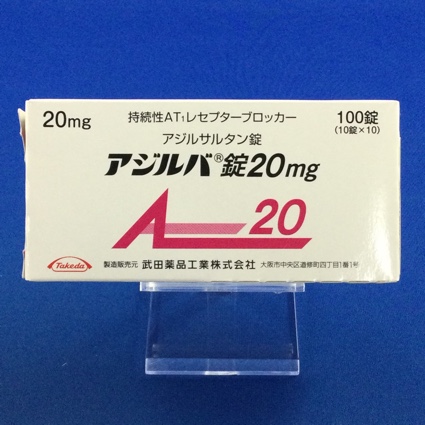 20mg
持続性AT₁レセプターブロッカー
100錠
(10錠×10)
アジルサルタン錠
アジルバ®錠20mg
20
Takeda
製造販売元 武田薬品工業株式会社 大阪市中央区道修町四丁目1番1号